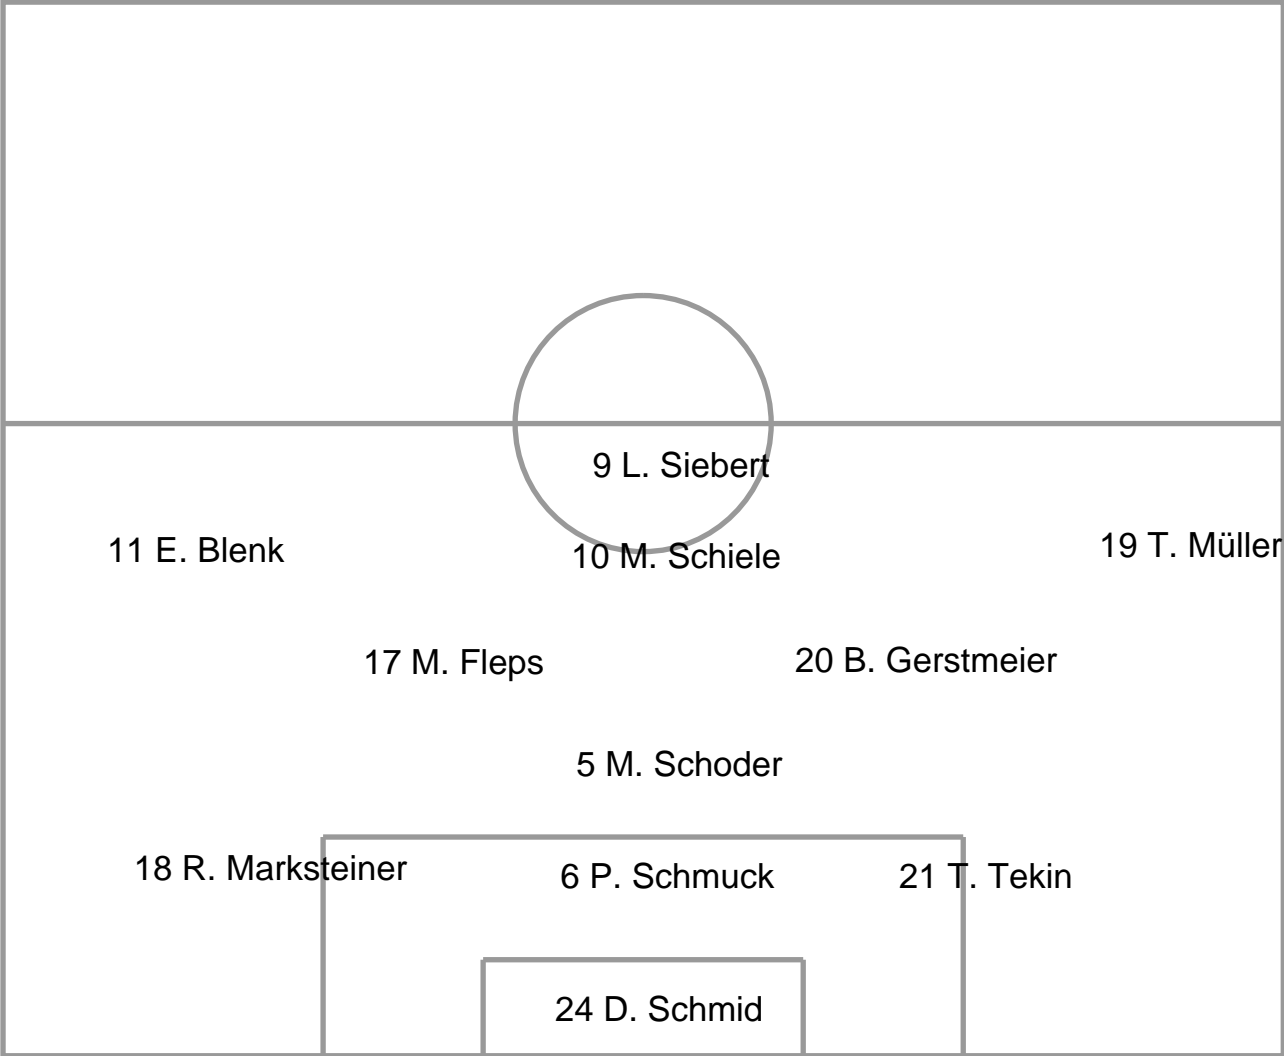 9 L. Siebert
11 E. Blenk
10 M. Schiele
19 T. Müller
17 M. Fleps
20 B. Gerstmeier
5 M. Schoder
18 R. Marksteiner
6 P. Schmuck
21 T. Tekin
24 D. Schmid